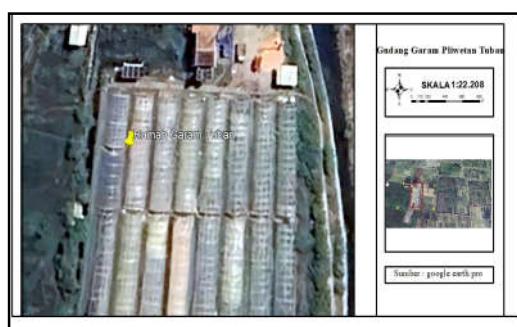 Gudang Garam Pliwetan Tuban
SKALA 1:22.208
Rumah Garam Tuban
Sumber : google earth pro